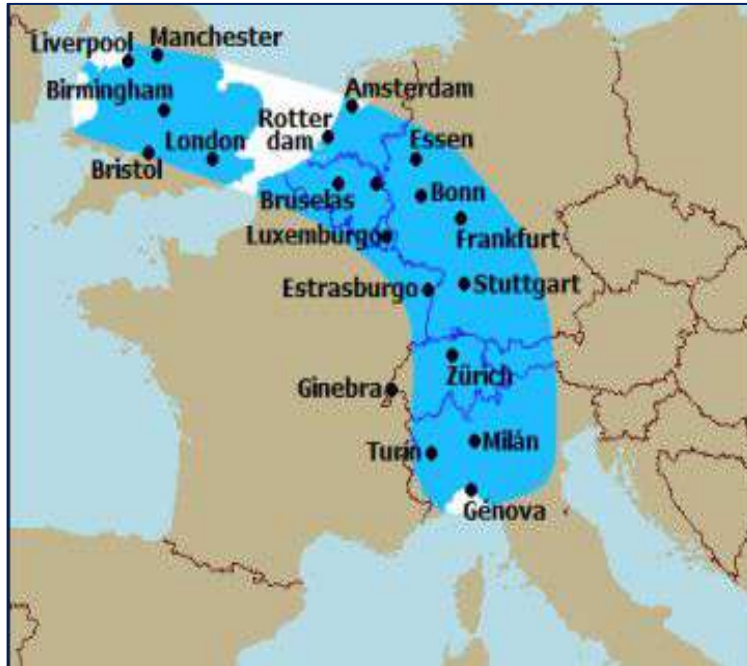 Liverpool
Manchester
Birmingham
Bristol
London
Amsterdam
Rotter
dam
Essen
Bruselas
Bonn
Luxemburgo
Frankfurt
Estrasburgo
Stuttgart
Zürich
Ginebra
Turín
Milán
Génova